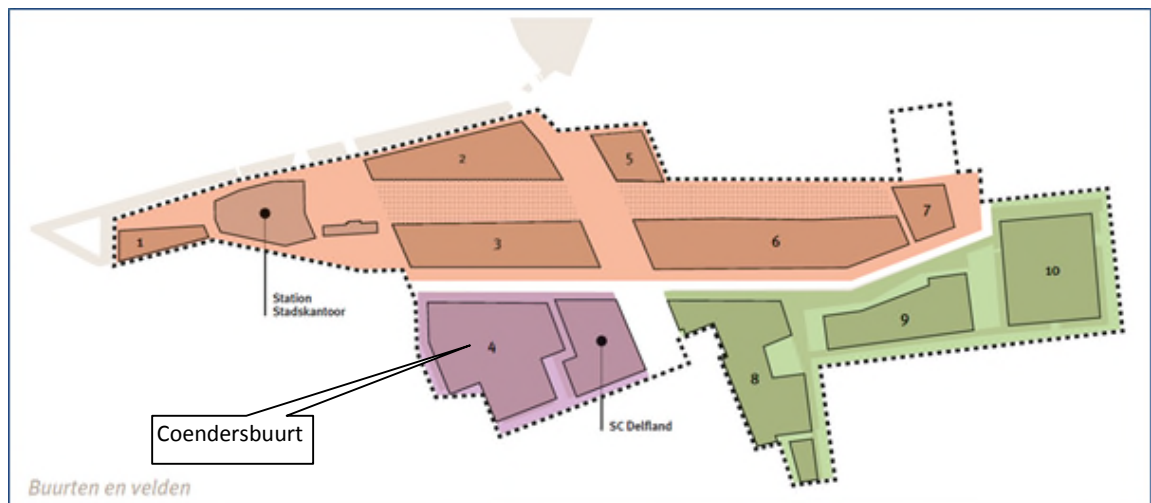 2
5
1
3
6
7
10
Station
Stadskantoor
4
9
8
Coendersbuurt
SC Delfland
Buurten en velden